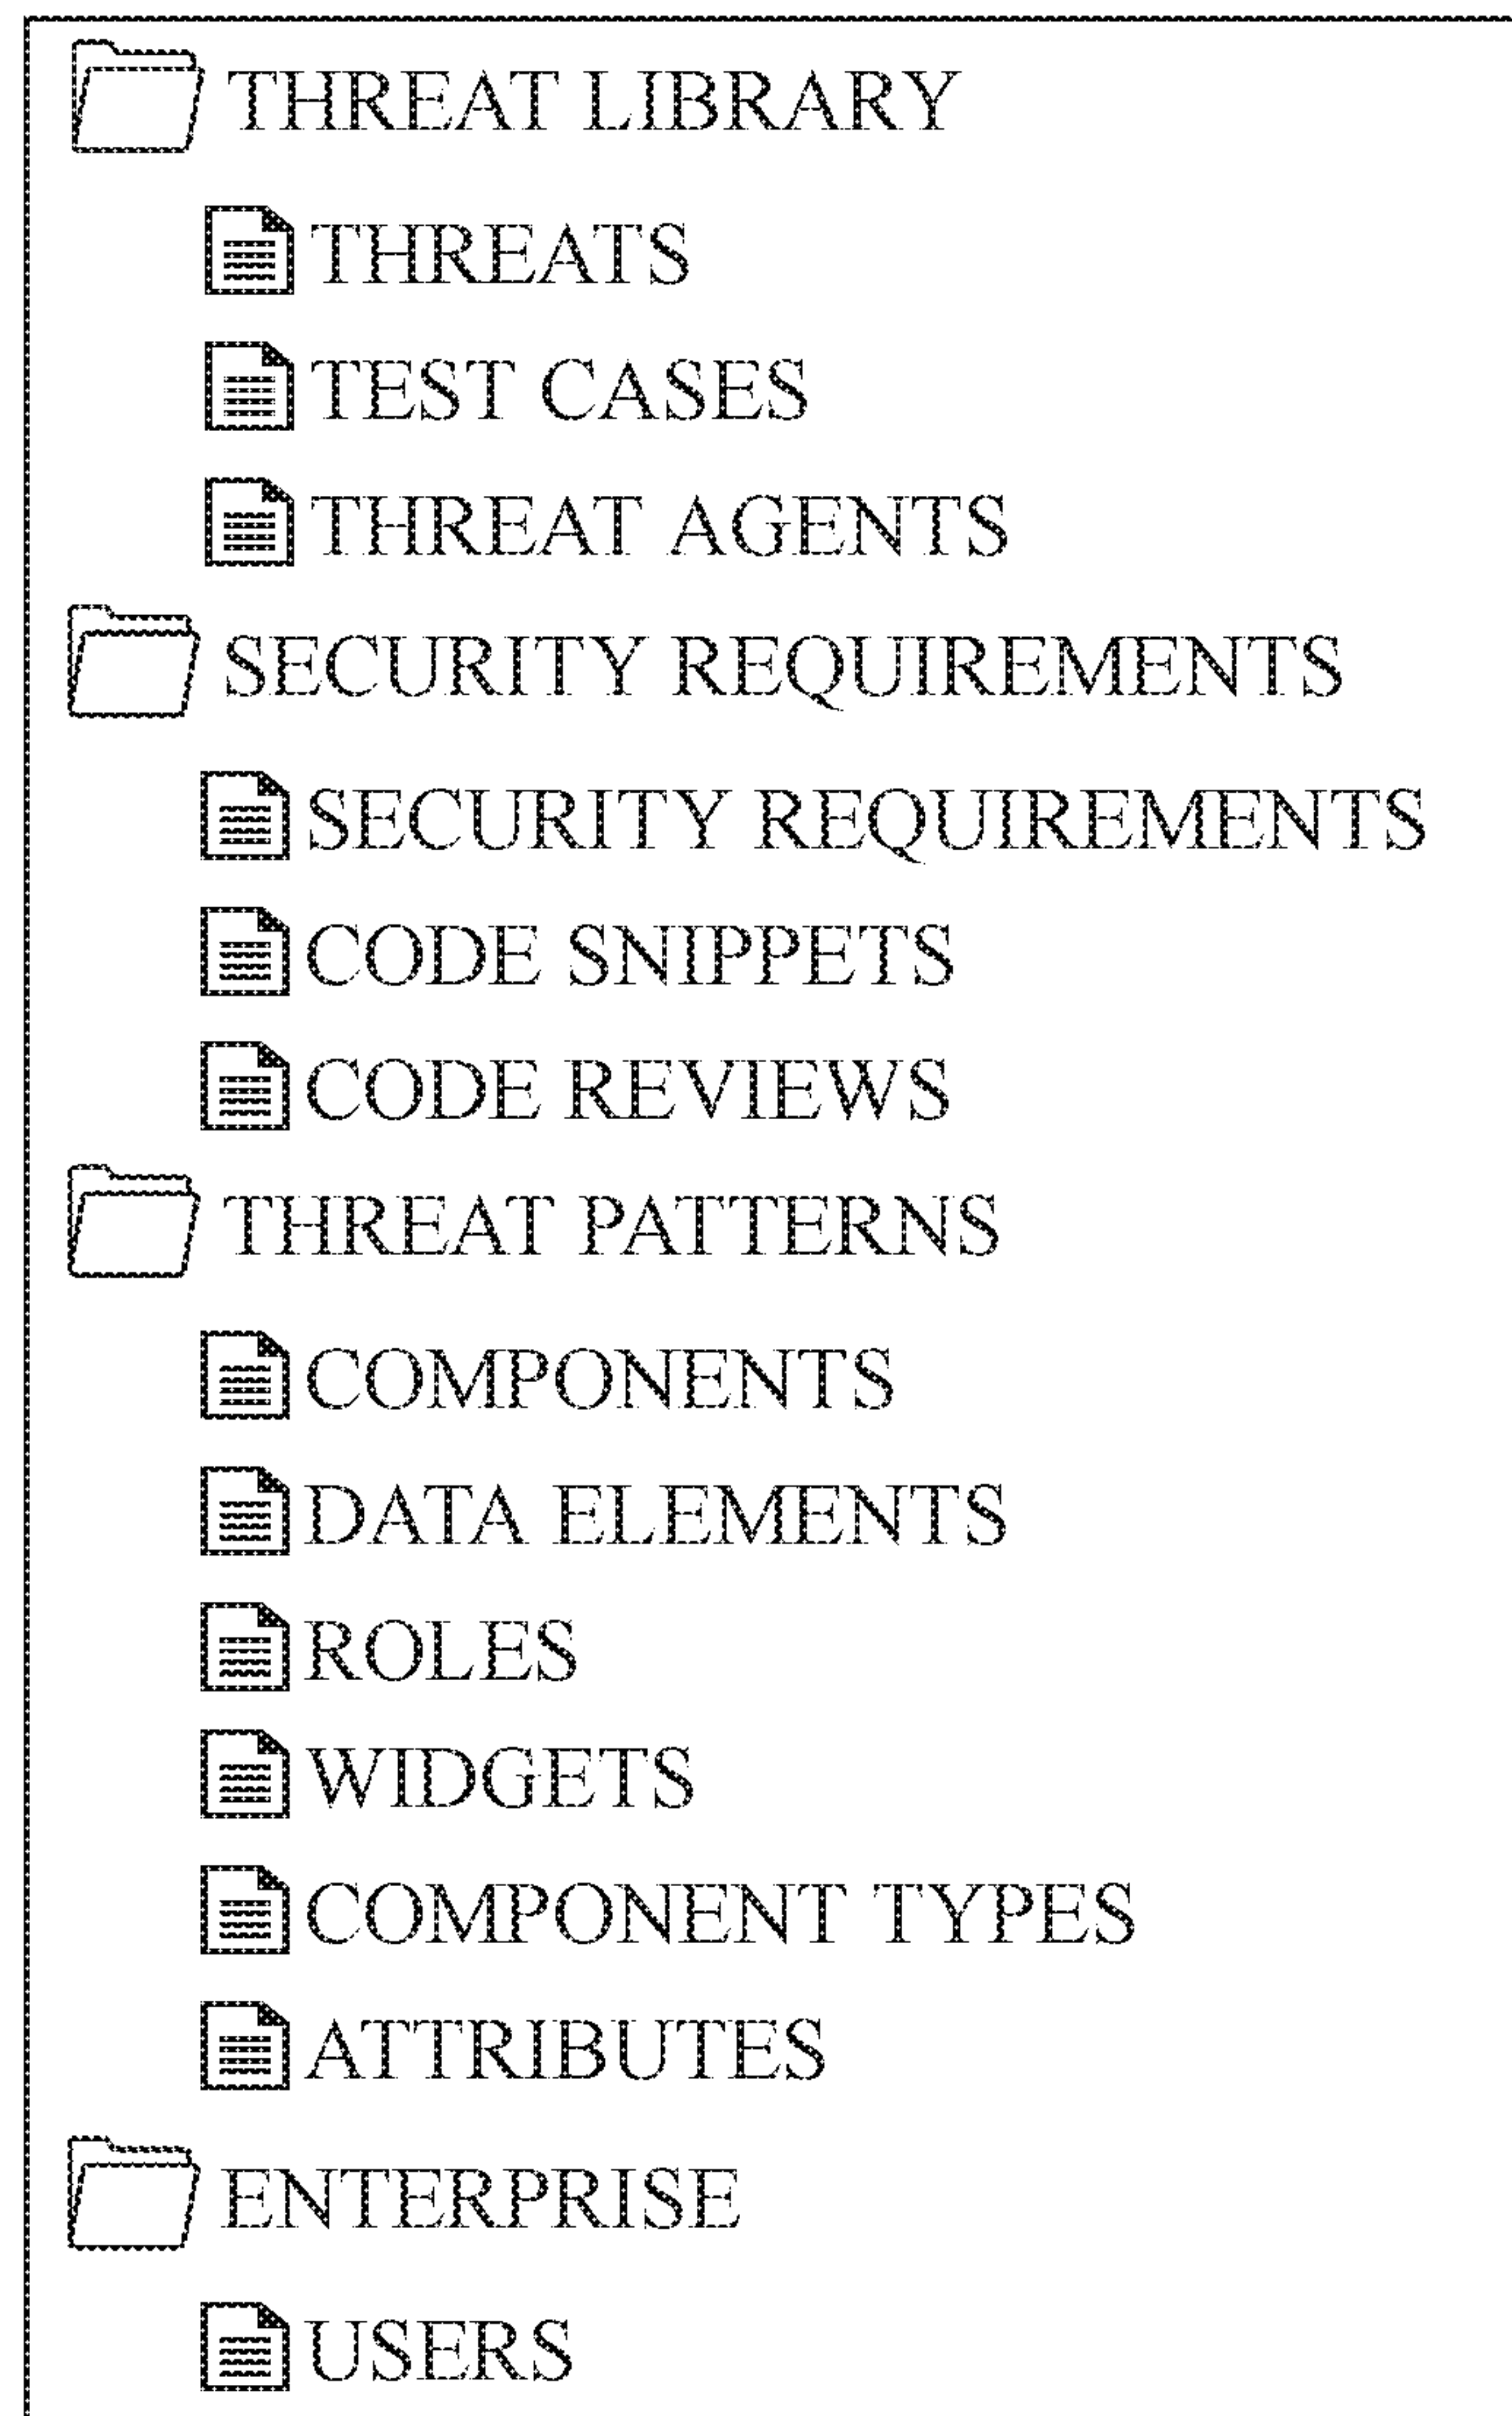 THREAT LIBRARY
THREATS
TEST CASES
THREAT AGENTS
SECURITY REQUIREMENTS
SECURITY REQUIREMENTS
CODE SNIPPETS
CODE REVIEWS
THREAT PATTERNS
COMPONENTS
DATA ELEMENTS
ROLES
WIDGETS
COMPONENT TYPES
ATTRIBUTES
ENTERPRISE
USERS